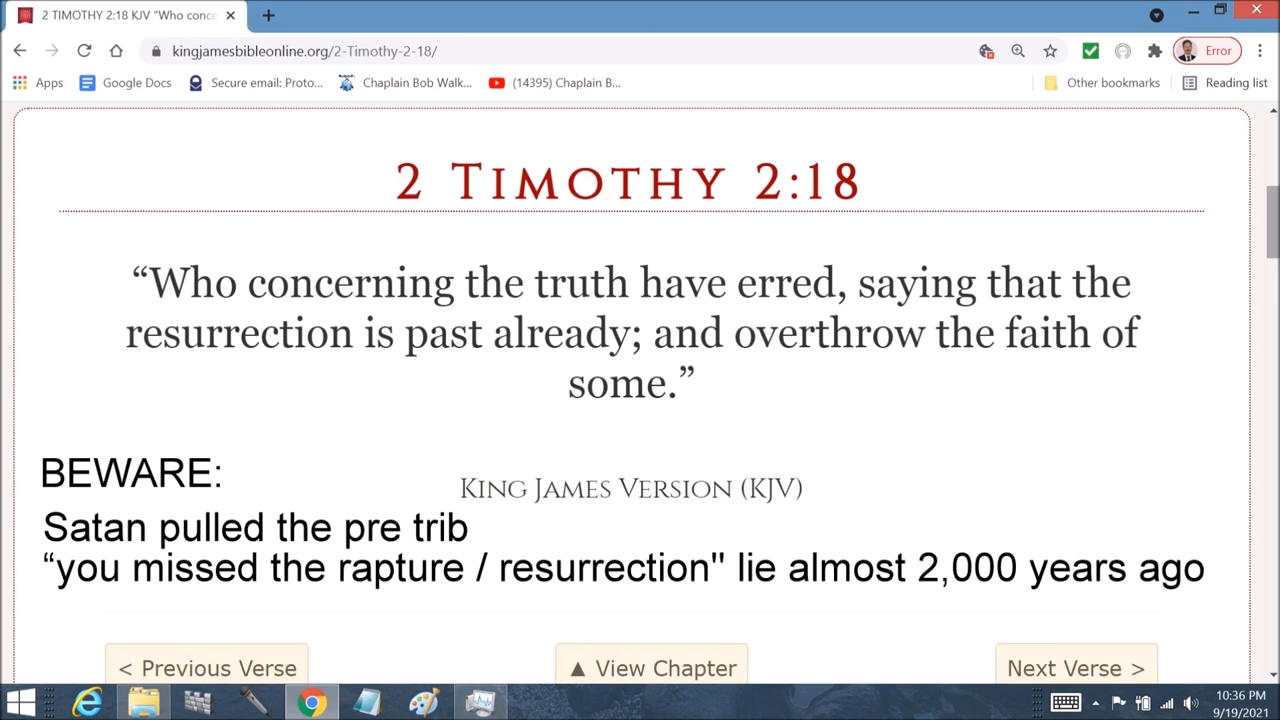 2 TIMOTHY 2:18 KJV "Who conce
kingjamesbibleonline.org/2-Timothy-2-18/
Error
Apps
Google Docs
Secure email: Proto...
Chaplain Bob Walk...
(14395) Chaplain B...
Other bookmarks
Reading list
2 TIMOTHY 2:18
“Who concerning the truth have erred, saying that the
resurrection is past already; and overthrow the faith of
some.”
BEWARE:
KING JAMES VERSION (KJV)
Satan pulled the pre trib
“you missed the rapture / resurrection" lie almost 2,000 years ago
< Previous Verse
▲ View Chapter
Next Verse >
10:36 PM
9/19/2021